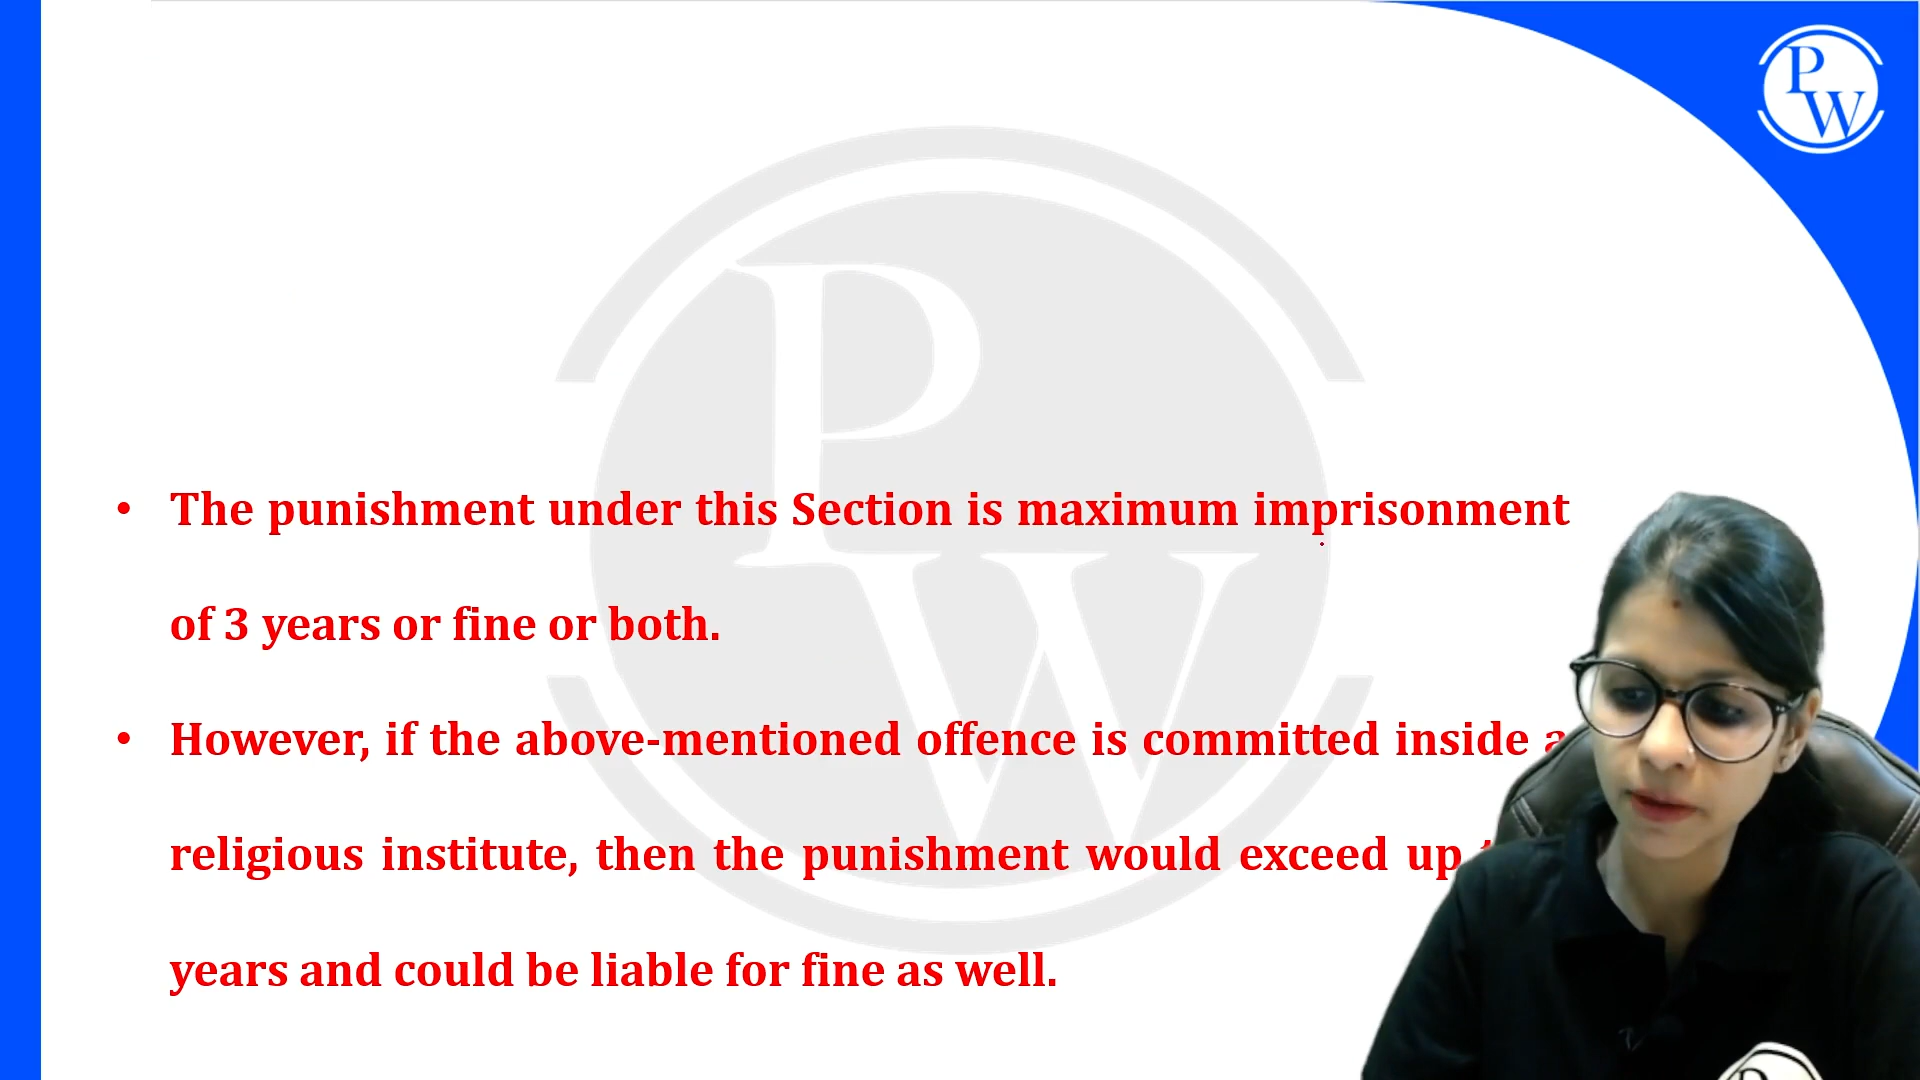 PW
• The punishment under this Section is maximum imprisonment
of 3 years or fine or both.
• However, if the above-mentioned offence is committed inside a
religious institute, then the punishment would exceed up
years and could be liable for fine as well.